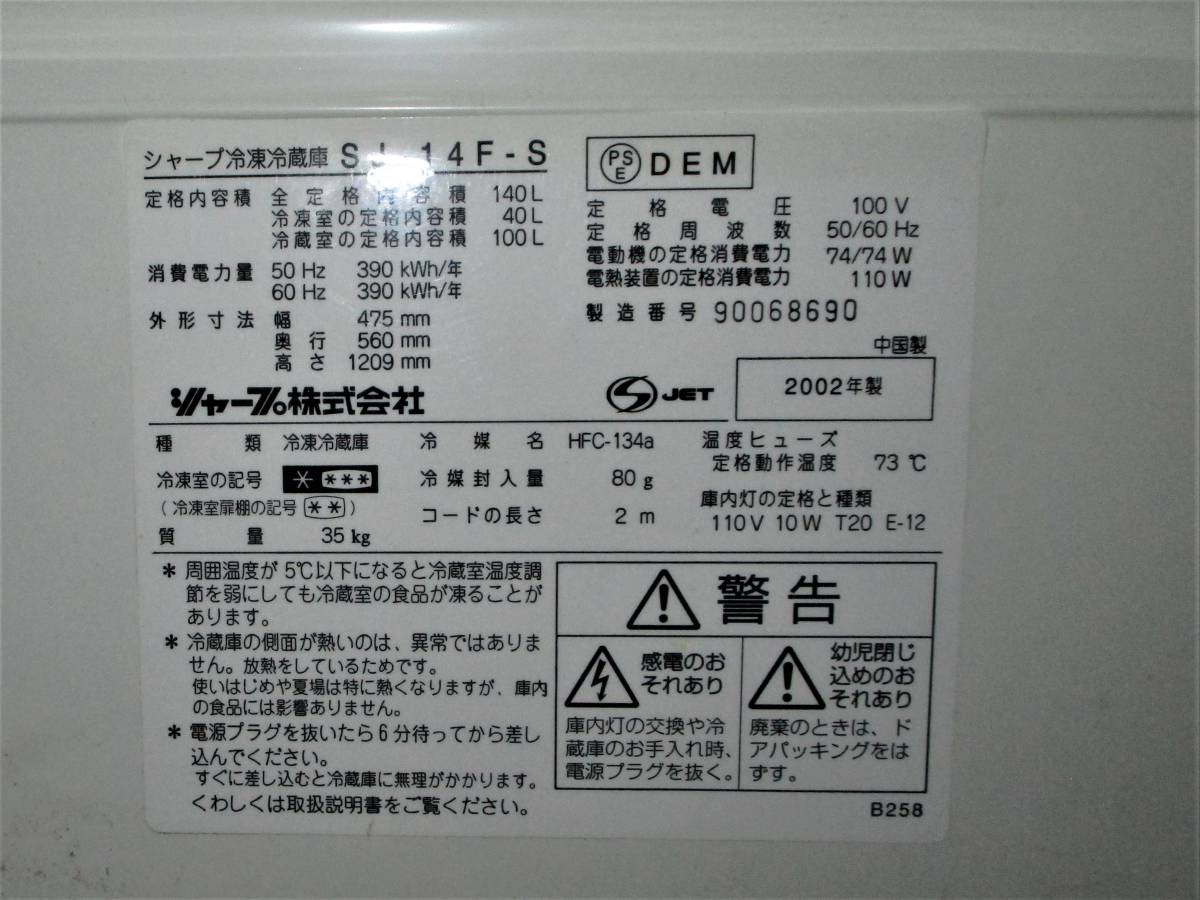 シャープ冷凍冷蔵庫 SJ-14F-S
定格内容積 全定格内容積 140L
冷凍室の定格内容積 40L
冷蔵室の定格内容積 100L
消費電力量 50Hz 390kWh/年
60Hz 390kWh/年
外形寸法 幅 475mm
奥行 560mm
高さ 1209mm
シャープ株式会社
PSE DEM
定格電圧 100V
定格周波数 50/60Hz
電動機の定格消費電力 74/74W
電熱装置の定格消費電力 110W
製造番号 90068690
中国製
S JET
2002年製
種類 冷凍冷蔵庫
冷凍室の記号 * ***
(冷凍室扉棚の記号 **)
質量 35kg
冷媒名 HFC-134a
冷媒封入量 80g
コードの長さ 2m
温度ヒューズ
定格動作温度 73℃
庫内灯の定格と種類
110V 10W T20 E-12
* 周囲温度が5℃以下になると冷蔵室温度調
節を弱にしても冷蔵室の食品が凍ることが
あります。
* 冷蔵庫の側面が熱いのは、異常ではありま
せん。放熱をしているためです。
使いはじめや夏場は特に熱くなりますが、庫内
の食品には影響ありません。
* 電源プラグを抜いたら6分待ってから差し
込んでください。
すぐに差し込むと冷蔵庫に無理がかかります。
くわしくは取扱説明書をご覧ください。
警告
感電のお
それあり
庫内灯の交換や冷
蔵庫のお手入れ時、
電源プラグを抜く。
幼児閉じ
込めのお
それあり
廃棄のときは、ド
アパッキングをは
ずす。
B258